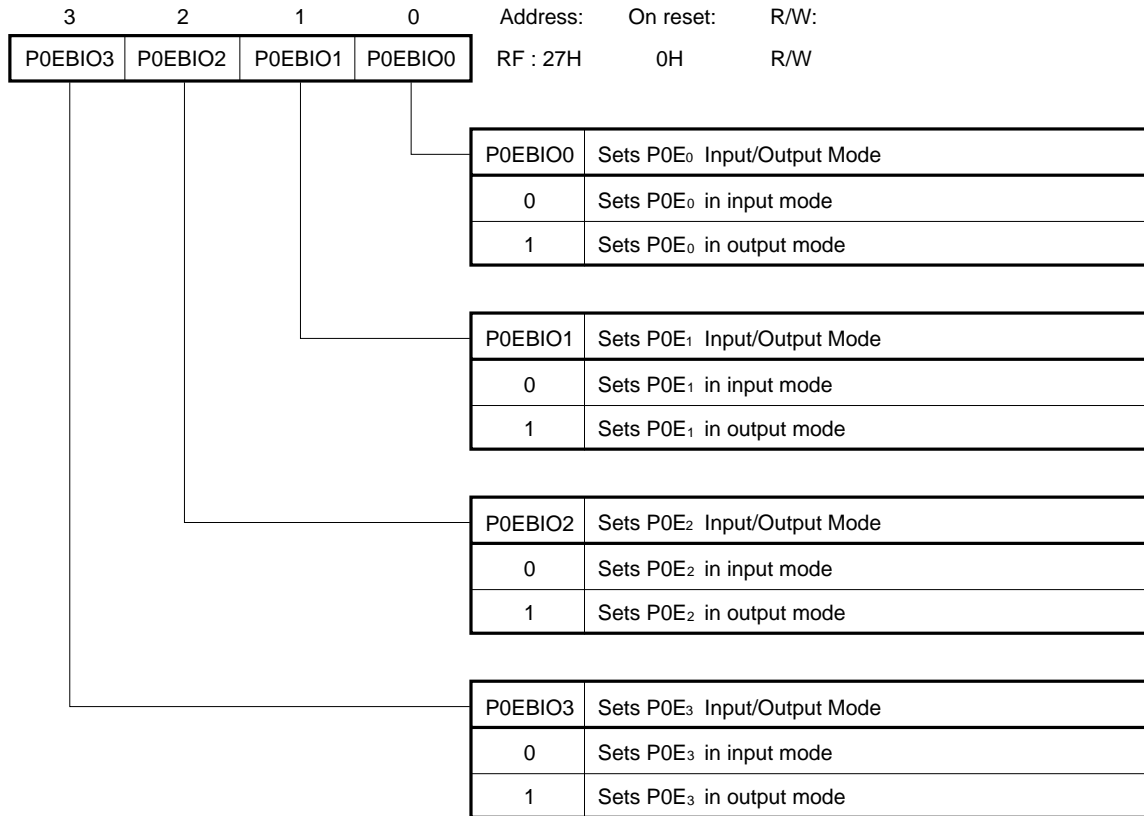 3 2 1 0 Address: On reset: R/W:
P0EBIO3 P0EBIO2 P0EBIO1 P0EBIO0 RF : 27H 0H R/W
P0EBIO0 Sets P0E₀ Input/Output Mode
0 Sets P0E₀ in input mode
1 Sets P0E₀ in output mode
P0EBIO1 Sets P0E₁ Input/Output Mode
0 Sets P0E₁ in input mode
1 Sets P0E₁ in output mode
P0EBIO2 Sets P0E₂ Input/Output Mode
0 Sets P0E₂ in input mode
1 Sets P0E₂ in output mode
P0EBIO3 Sets P0E₃ Input/Output Mode
0 Sets P0E₃ in input mode
1 Sets P0E₃ in output mode